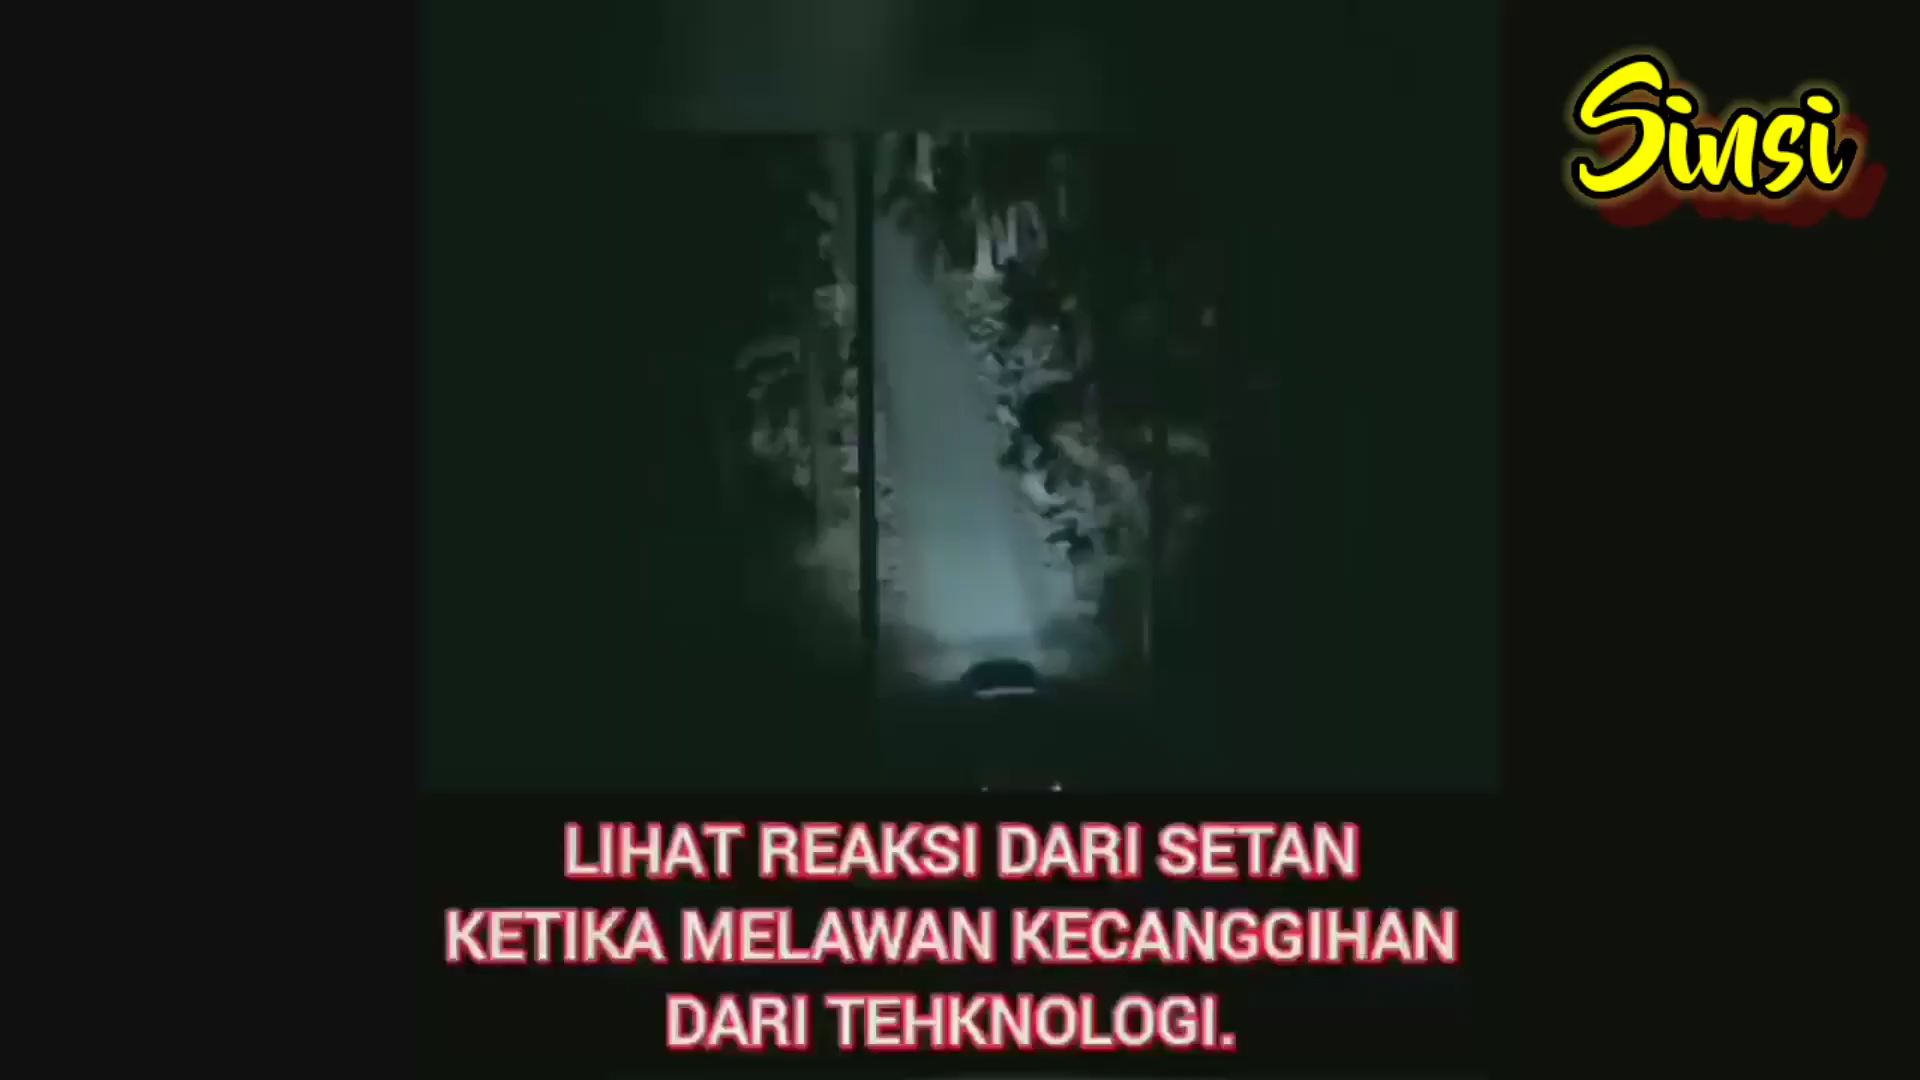 Sinsi
LIHAT REAKSI DARI SETAN
KETIKA MELAWAN KECANGGIHAN
DARI TEHKNOLOGI.